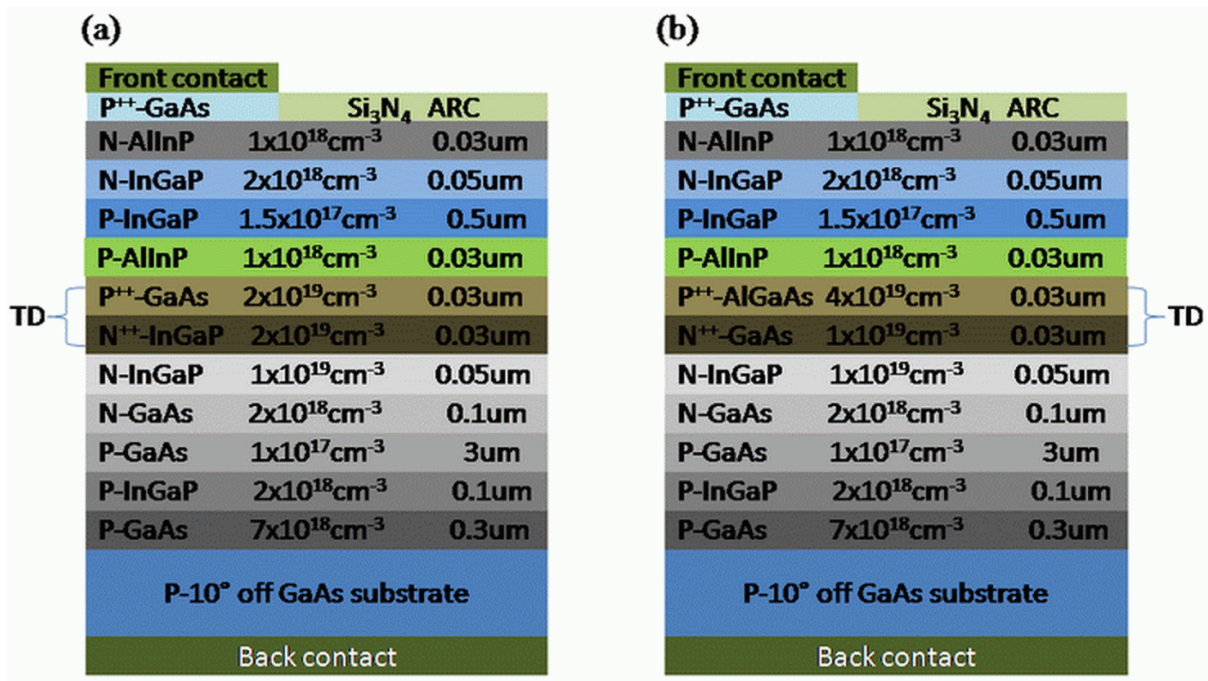 (a)
Front contact
P⁺⁺-GaAs Si₃N₄ ARC
N-AlInP 1x10¹⁸cm⁻³ 0.03um
N-InGaP 2x10¹⁸cm⁻³ 0.05um
P-InGaP 1.5x10¹⁷cm⁻³ 0.5um
P-AlInP 1x10¹⁸cm⁻³ 0.03um
P⁺⁺-GaAs 2x10¹⁹cm⁻³ 0.03um
TD
N⁺⁺-InGaP 2x10¹⁹cm⁻³ 0.03um
N-InGaP 1x10¹⁹cm⁻³ 0.05um
N-GaAs 2x10¹⁸cm⁻³ 0.1um
P-GaAs 1x10¹⁷cm⁻³ 3um
P-InGaP 2x10¹⁸cm⁻³ 0.1um
P-GaAs 7x10¹⁸cm⁻³ 0.3um
P-10° off GaAs substrate
Back contact
(b)
Front contact
P⁺⁺-GaAs Si₃N₄ ARC
N-AlInP 1x10¹⁸cm⁻³ 0.03um
N-InGaP 2x10¹⁸cm⁻³ 0.05um
P-InGaP 1.5x10¹⁷cm⁻³ 0.5um
P-AlInP 1x10¹⁸cm⁻³ 0.03um
P⁺⁺-AlGaAs 4x10¹⁹cm⁻³ 0.03um
TD
N⁺⁺-GaAs 1x10¹⁹cm⁻³ 0.03um
N-InGaP 1x10¹⁹cm⁻³ 0.05um
N-GaAs 2x10¹⁸cm⁻³ 0.1um
P-GaAs 1x10¹⁷cm⁻³ 3um
P-InGaP 2x10¹⁸cm⁻³ 0.1um
P-GaAs 7x10¹⁸cm⁻³ 0.3um
P-10° off GaAs substrate
Back contact